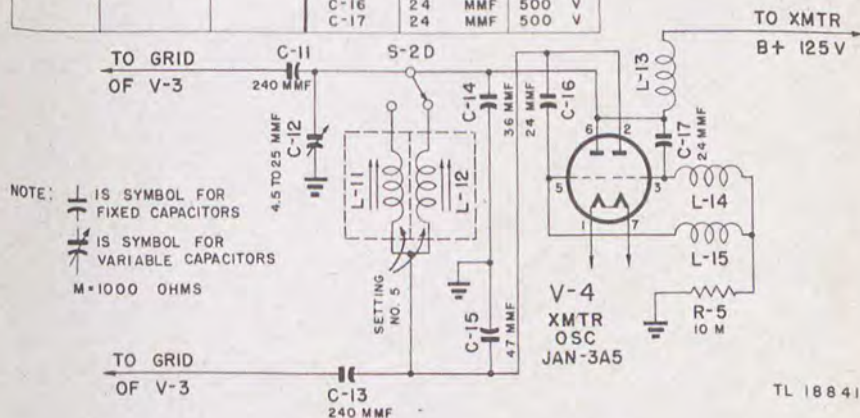 C-16 24 MMF 500 V
C-17 24 MMF 500 V
TO XMTR
B+ 125V
TO GRID
OF V-3
C-11
240 MMF
S-2D
C-12
4.5 TO 25 MMF
L-11
L-12
SETTING
NO. 5
C-14
36 MMF
C-16
24 MMF
C-15
47 MMF
L-13
C-17
24 MMF
6 2
5 3
1 7
L-14
L-15
R-5
10 M
V-4
XMTR
OSC
JAN-3A5
NOTE:
IS SYMBOL FOR
FIXED CAPACITORS
IS SYMBOL FOR
VARIABLE CAPACITORS
M=1000 OHMS
TO GRID
OF V-3
C-13
240 MMF
TL 18841